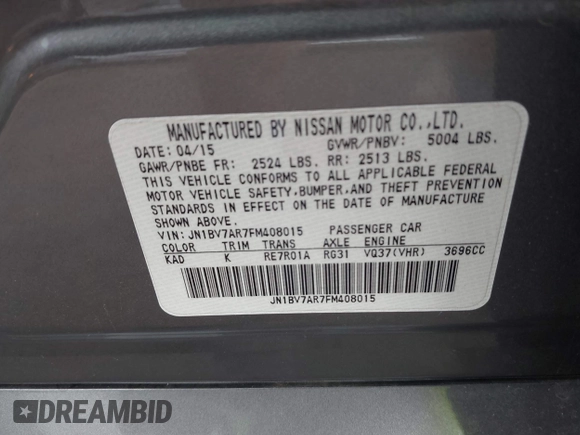 MANUFACTURED BY NISSAN MOTOR CO.,LTD.
DATE: 04/15 GVWR/PNBV: 5004 LBS.
GAWR/PNBE FR: 2524 LBS. RR: 2513 LBS.
THIS VEHICLE CONFORMS TO ALL APPLICABLE FEDERAL
MOTOR VEHICLE SAFETY,BUMPER,AND THEFT PREVENTION
STANDARDS IN EFFECT ON THE DATE OF MANUFACTURE
SHOWN ABOVE.
VIN: JN1BV7AR7FM408015 PASSENGER CAR
COLOR TRIM TRANS AXLE ENGINE
KAD K RE7R01A RG31 VQ37(VHR) 3696CC
JN1BV7AR7FM408015
DREAMBID